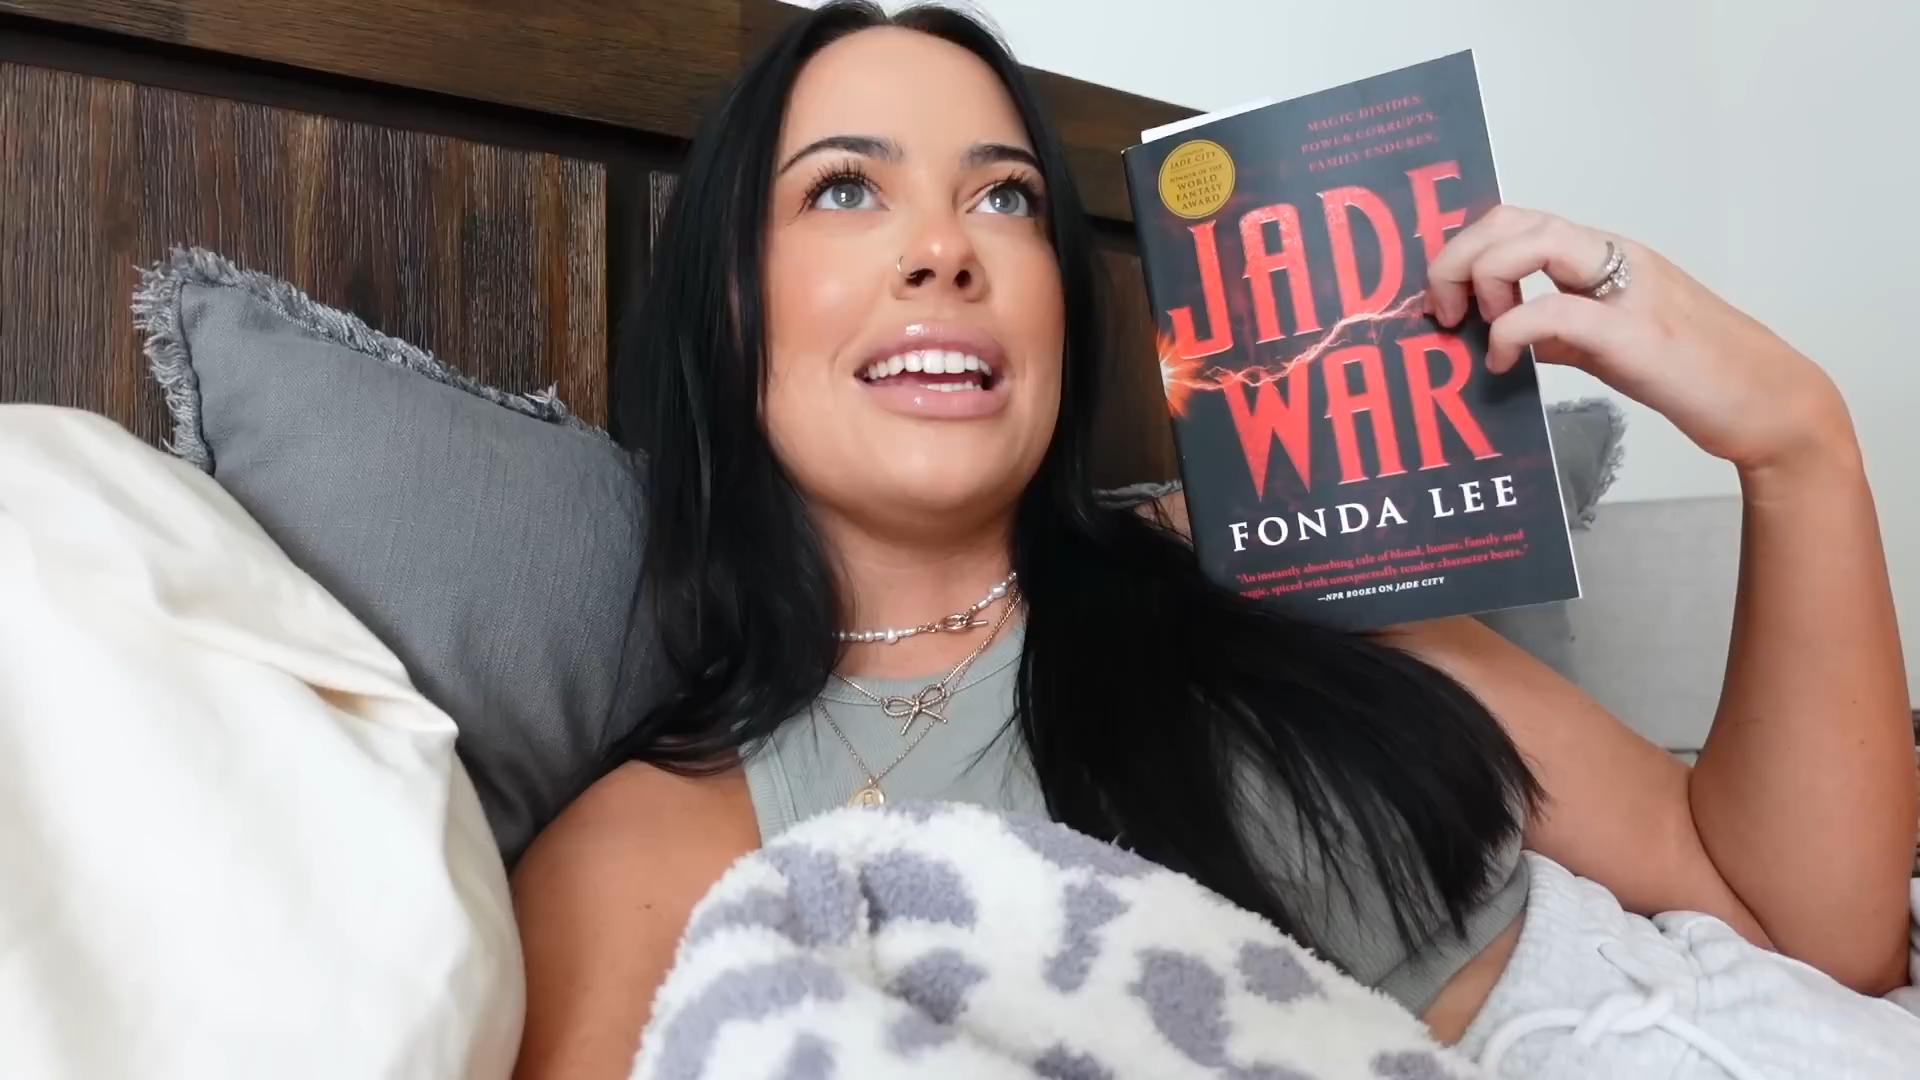 MAGIC DIVIDES.
POWER CORRUPTS.
FAMILY ENDURES.
JADE CITY
WINNER OF THE
WORLD
FANTASY
AWARD
JADE
WAR
FONDA LEE
"An instantly absorbing tale of blood, honor, family and
magic, spiced with unexpectedly tender character beats."
—NPR BOOKS ON JADE CITY